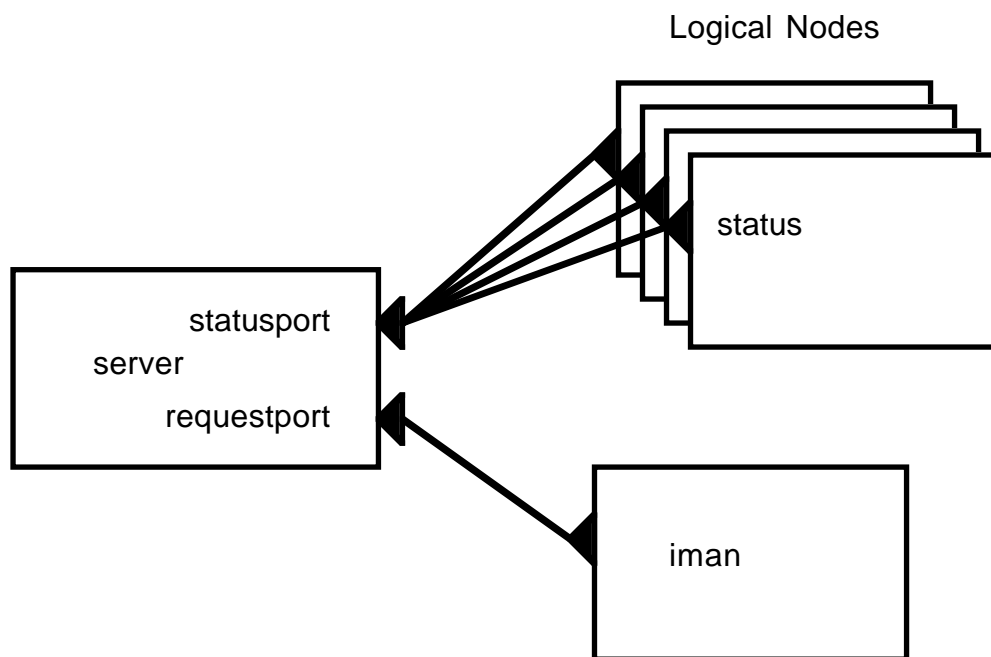 Logical Nodes
status
statusport
server
requestport
iman